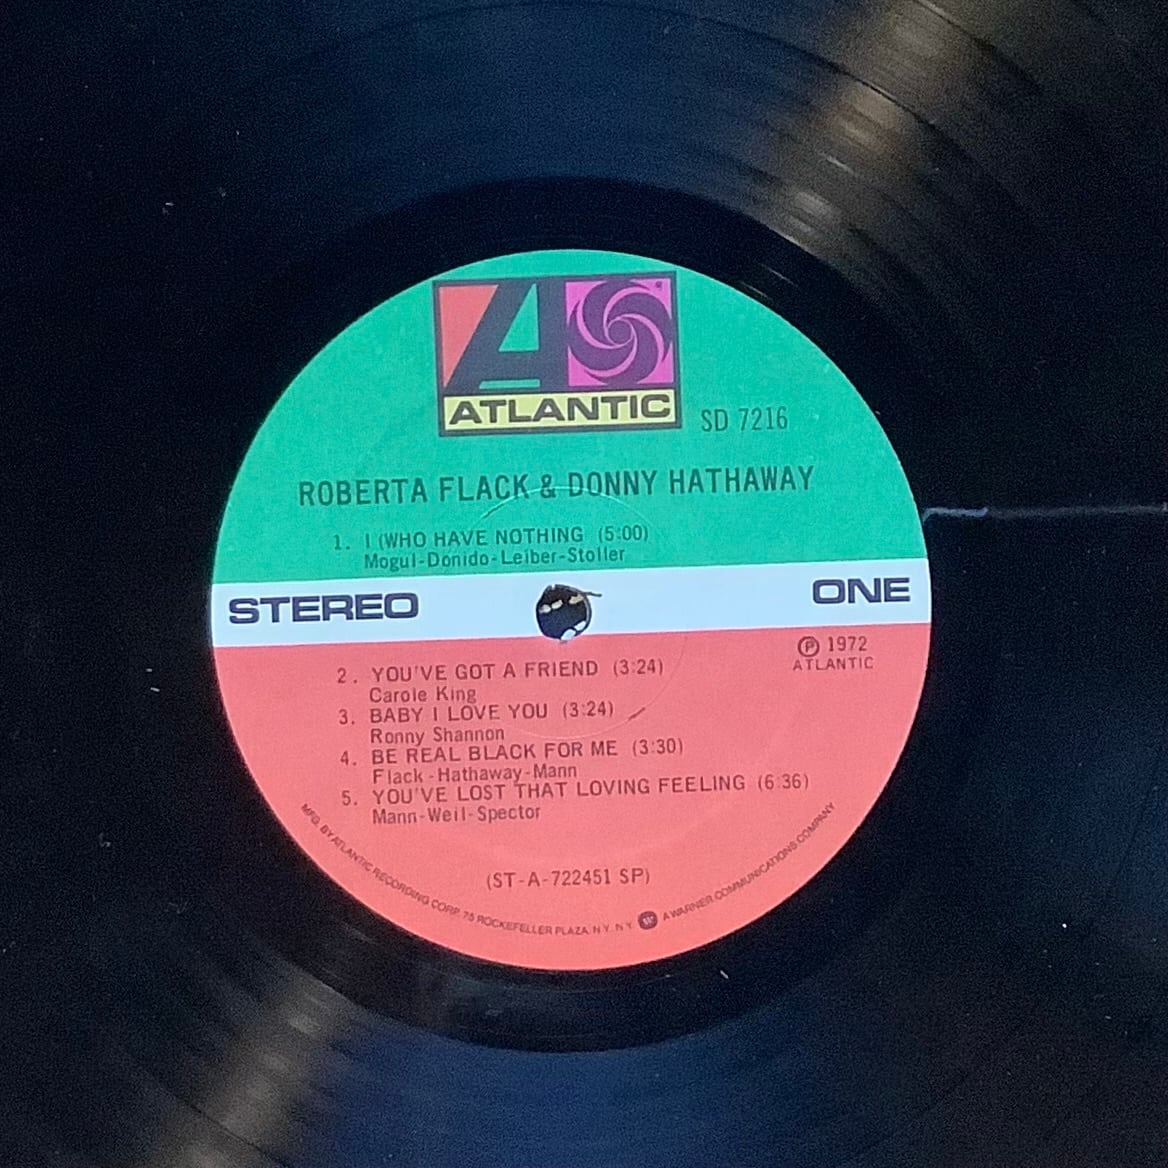 ATLANTIC
SD 7216
ROBERTA FLACK & DONNY HATHAWAY
1. I (WHO HAVE NOTHING (5:00)
Mogul-Donido-Leiber-Stoller
STEREO
ONE
℗ 1972
ATLANTIC
2. YOU'VE GOT A FRIEND (3:24)
Carole King
3. BABY I LOVE YOU (3:24)
Ronny Shannon
4. BE REAL BLACK FOR ME (3:30)
Flack-Hathaway-Mann
5. YOU'VE LOST THAT LOVING FEELING (6:36)
Mann-Weil-Spector
(ST-A-722451 SP)
MFG. BY ATLANTIC RECORDING CORP. 75 ROCKEFELLER PLAZA, N.Y. N.Y. A WARNER COMMUNICATIONS COMPANY